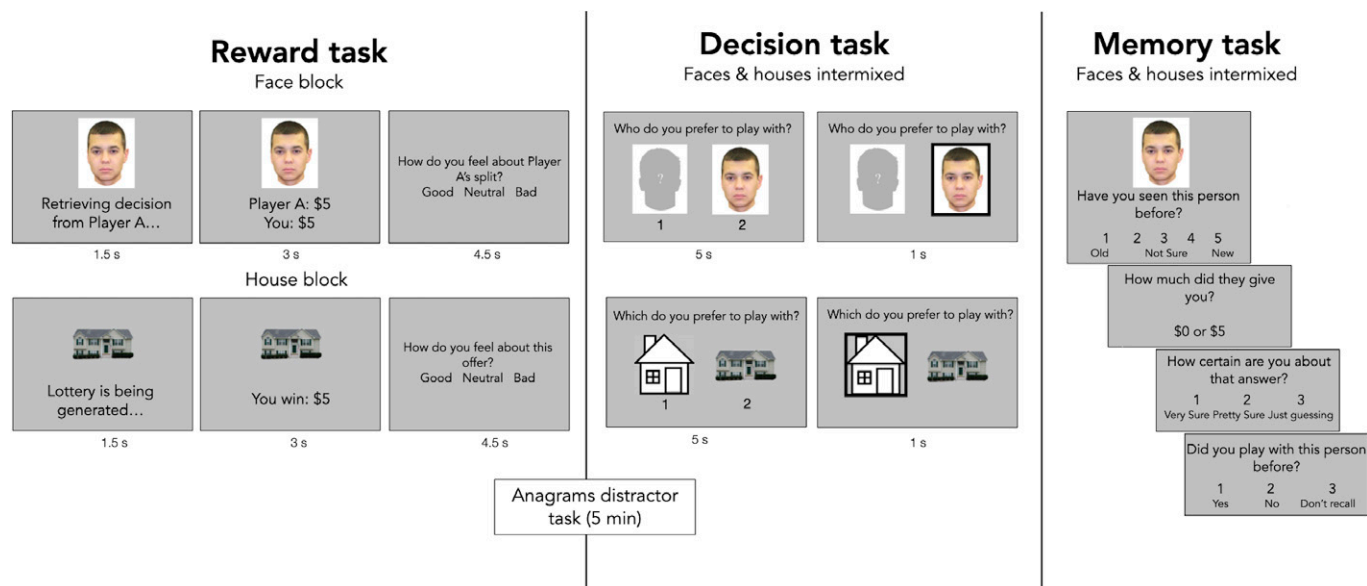 Reward task
Face block
Retrieving decision
from Player A...
1.5 s
Player A: $5
You: $5
3 s
How do you feel about Player
A's split?
Good Neutral Bad
4.5 s
House block
Lottery is being
generated...
1.5 s
You win: $5
3 s
How do you feel about this
offer?
Good Neutral Bad
4.5 s
Anagrams distractor
task (5 min)
Decision task
Faces & houses intermixed
Who do you prefer to play with?
?
1 2
5 s
Who do you prefer to play with?
?
1 s
Which do you prefer to play with?
1 2
5 s
Which do you prefer to play with?
1 s
Memory task
Faces & houses intermixed
Have you seen this person
before?
1 2 3 4 5
Old Not Sure New
How much did they give
you?
$0 or $5
How certain are you about
that answer?
1 2 3
Very Sure Pretty Sure Just guessing
Did you play with this person
before?
1 2 3
Yes No Don't recall